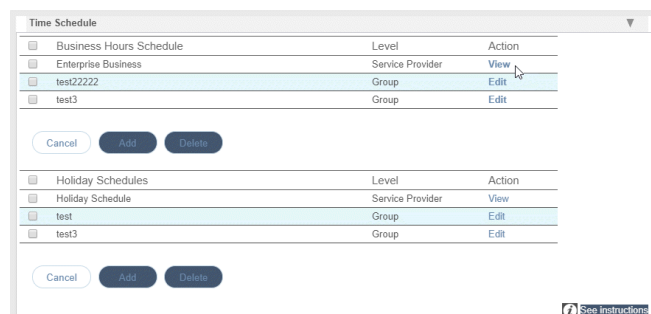 Time Schedule
Business Hours Schedule Level Action
Enterprise Business Service Provider View
test22222 Group Edit
test3 Group Edit
Cancel Add Delete
Holiday Schedules Level Action
Holiday Schedule Service Provider View
test Group Edit
test3 Group Edit
Cancel Add Delete
i See instructions